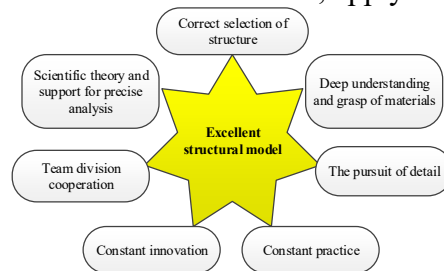 , apply
Correct selection of
structure
Scientific theory and
support for precise
analysis
Deep understanding
and grasp of materials
Excellent
structural model
Team division
cooperation
The pursuit of detail
Constant innovation
Constant practice